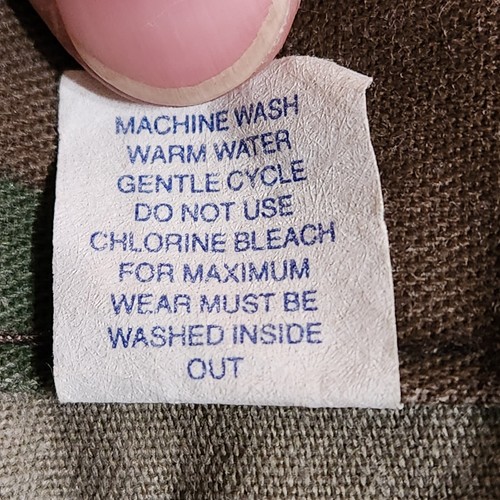 MACHINE WASH
WARM WATER
GENTLE CYCLE
DO NOT USE
CHLORINE BLEACH
FOR MAXIMUM
WEAR MUST BE
WASHED INSIDE
OUT